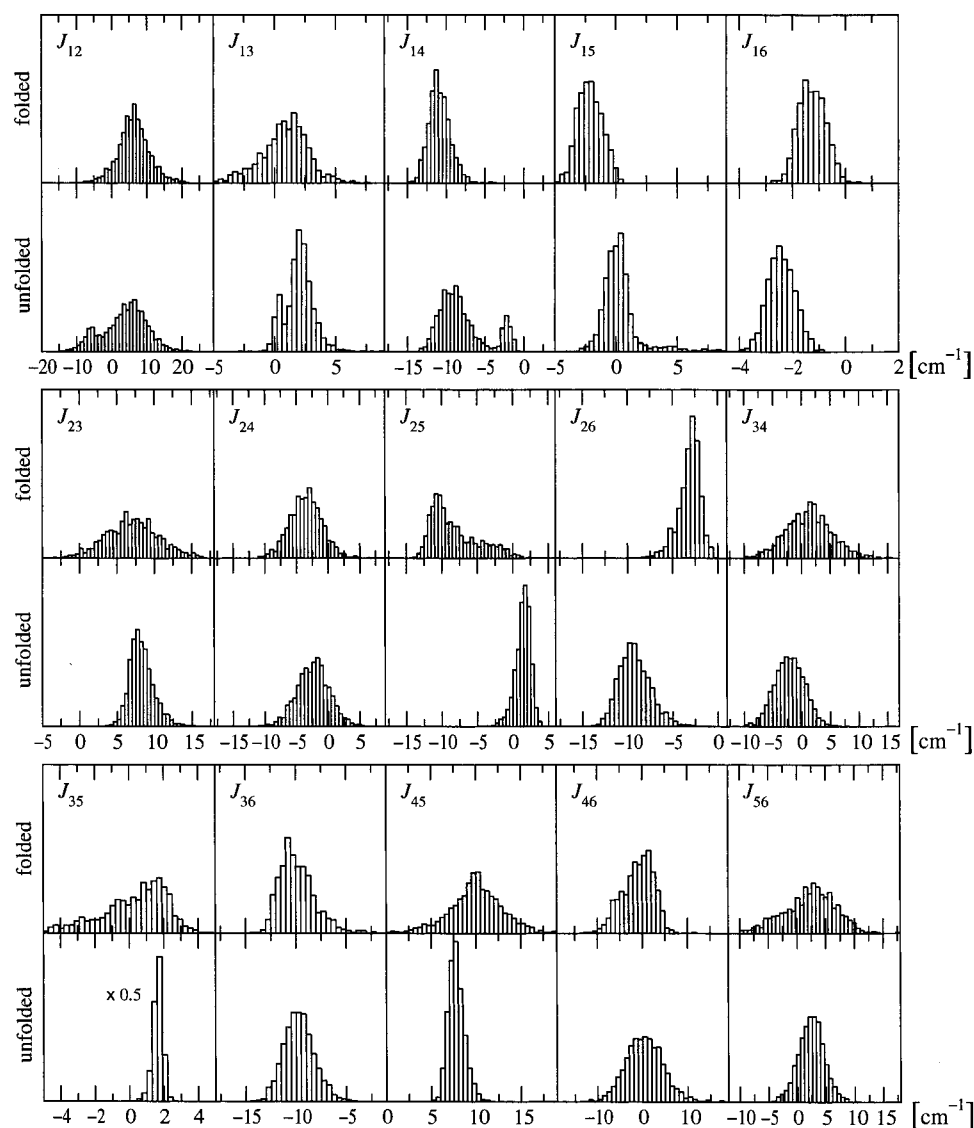 J12 J13 J14 J15 J16
folded
unfolded
−20 −10 0 10 20 −5 0 5 −15 −10 −5 0 −5 0 5 −4 −2 0 2 [cm−1]
J23 J24 J25 J26 J34
folded
unfolded
−5 0 5 10 15 −15 −10 −5 0 5 −15 −10 −5 0 5 −15 −10 −5 0 −10 −5 0 5 10 15 [cm−1]
J35 J36 J45 J46 J56
folded
unfolded
x 0.5
−4 −2 0 2 4 −15 −10 −5 0 0 5 10 15 −10 0 10 −10 −5 0 5 10 15 [cm−1]